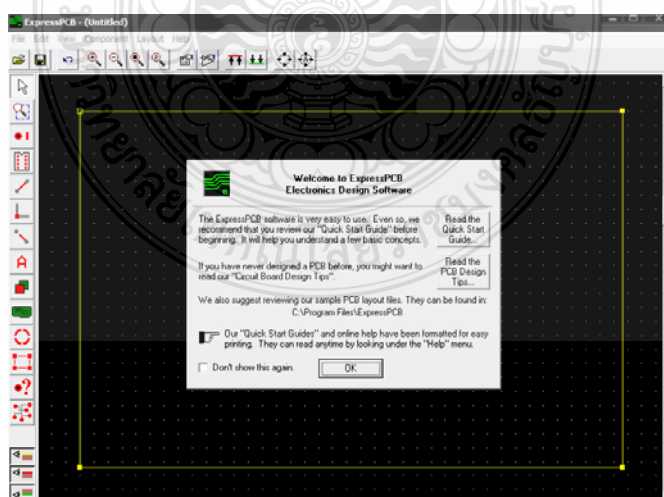 ExpressPCB - (Untitled)
File Edit View Component Layout Help
Welcome to ExpressPCB
Electronics Design Software
The ExpressPCB software is very easy to use. Even so, we
recommend that you review our "Quick Start Guide" before
beginning. It will help you understand a few basic concepts.
Read the
Quick Start
Guide...
If you have never designed a PCB before, you might want to
read our "Circuit Board Design Tips".
Read the
PCB Design
Tips...
We also suggest reviewing our sample PCB layout files. They can be found in:
C:\Program Files\ExpressPCB
Our "Quick Start Guides" and online help have been formatted for easy
printing. They can read anytime by looking under the "Help" menu.
Don't show this again.
OK
A